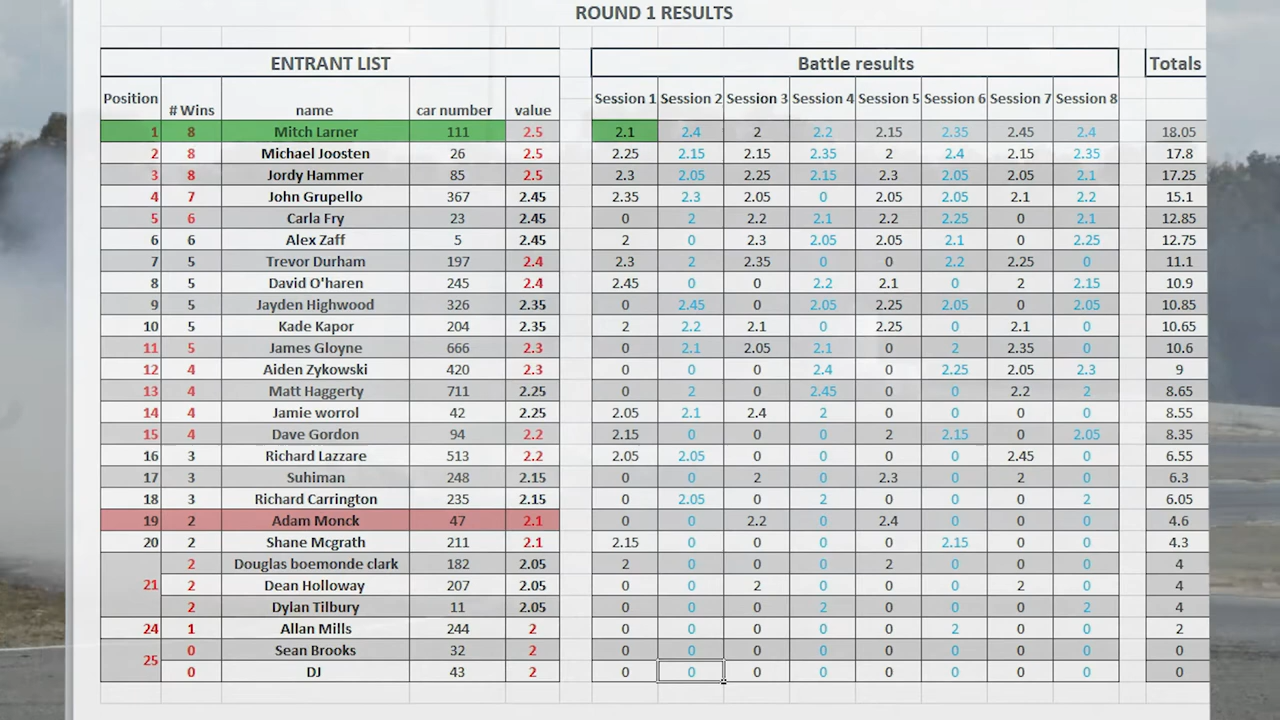 ROUND 1 RESULTS
ENTRANT LIST Battle results Totals
Position # Wins name car number value Session 1 Session 2 Session 3 Session 4 Session 5 Session 6 Session 7 Session 8
1 8 Mitch Larner 111 2.5 2.1 2.4 2 2.2 2.15 2.35 2.45 2.4 18.05
2 8 Michael Joosten 26 2.5 2.25 2.15 2.15 2.35 2 2.4 2.15 2.35 17.8
3 8 Jordy Hammer 85 2.5 2.3 2.05 2.25 2.15 2.3 2.05 2.05 2.1 17.25
4 7 John Grupello 367 2.45 2.35 2.3 2.05 0 2.05 2.05 2.1 2.2 15.1
5 6 Carla Fry 23 2.45 0 2 2.2 2.1 2.2 2.25 0 2.1 12.85
6 6 Alex Zaff 5 2.45 2 0 2.3 2.05 2.05 2.1 0 2.25 12.75
7 5 Trevor Durham 197 2.4 2.3 2 2.35 0 0 2.2 2.25 0 11.1
8 5 David O'haren 245 2.4 2.45 0 0 2.2 2.1 0 2 2.15 10.9
9 5 Jayden Highwood 326 2.35 0 2.45 0 2.05 2.25 2.05 0 2.05 10.85
10 5 Kade Kapor 204 2.35 2 2.2 2.1 0 2.25 0 2.1 0 10.65
11 5 James Gloyne 666 2.3 0 2.1 2.05 2.1 0 2 2.35 0 10.6
12 4 Aiden Zykowski 420 2.3 0 0 0 2.4 0 2.25 2.05 2.3 9
13 4 Matt Haggerty 711 2.25 0 2 0 2.45 0 0 2.2 2 8.65
14 4 Jamie worrol 42 2.25 2.05 2.1 2.4 2 0 0 0 0 8.55
15 4 Dave Gordon 94 2.2 2.15 0 0 0 2 2.15 0 2.05 8.35
16 3 Richard Lazzare 513 2.2 2.05 2.05 0 0 0 0 2.45 0 6.55
17 3 Suhiman 248 2.15 0 0 2 0 2.3 0 2 0 6.3
18 3 Richard Carrington 235 2.15 0 2.05 0 2 0 0 0 2 6.05
19 2 Adam Monck 47 2.1 0 0 2.2 0 2.4 0 0 0 4.6
20 2 Shane Mcgrath 211 2.1 2.15 0 0 0 0 2.15 0 0 4.3
2 Douglas boemonde clark 182 2.05 2 0 0 0 2 0 0 0 4
21 2 Dean Holloway 207 2.05 0 0 2 0 0 0 2 0 4
2 Dylan Tilbury 11 2.05 0 0 0 2 0 0 0 2 4
24 1 Allan Mills 244 2 0 0 0 0 0 2 0 0 2
25 0 Sean Brooks 32 2 0 0 0 0 0 0 0 0 0
0 DJ 43 2 0 0 0 0 0 0 0 0 0